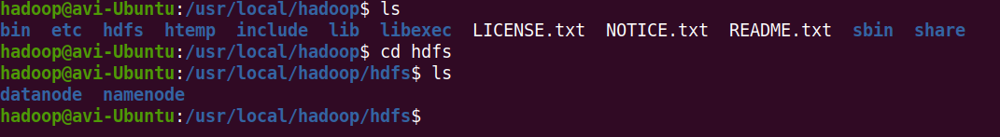 hadoop@avi-Ubuntu:/usr/local/hadoop$ ls
bin etc hdfs htemp include lib libexec LICENSE.txt NOTICE.txt README.txt sbin share
hadoop@avi-Ubuntu:/usr/local/hadoop$ cd hdfs
hadoop@avi-Ubuntu:/usr/local/hadoop/hdfs$ ls
datanode namenode
hadoop@avi-Ubuntu:/usr/local/hadoop/hdfs$